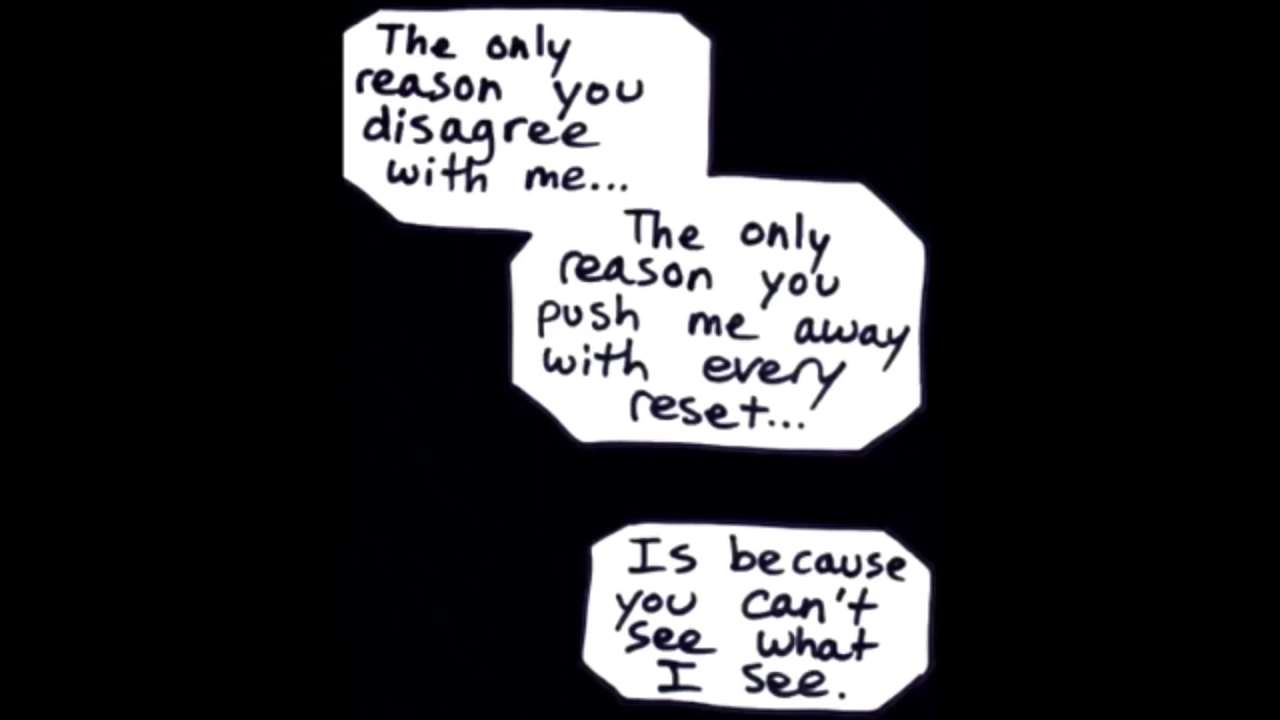 The only
reason you
disagree
with me...
The only
reason you
push me away
with every
reset...
Is because
you can't
see what
I see.